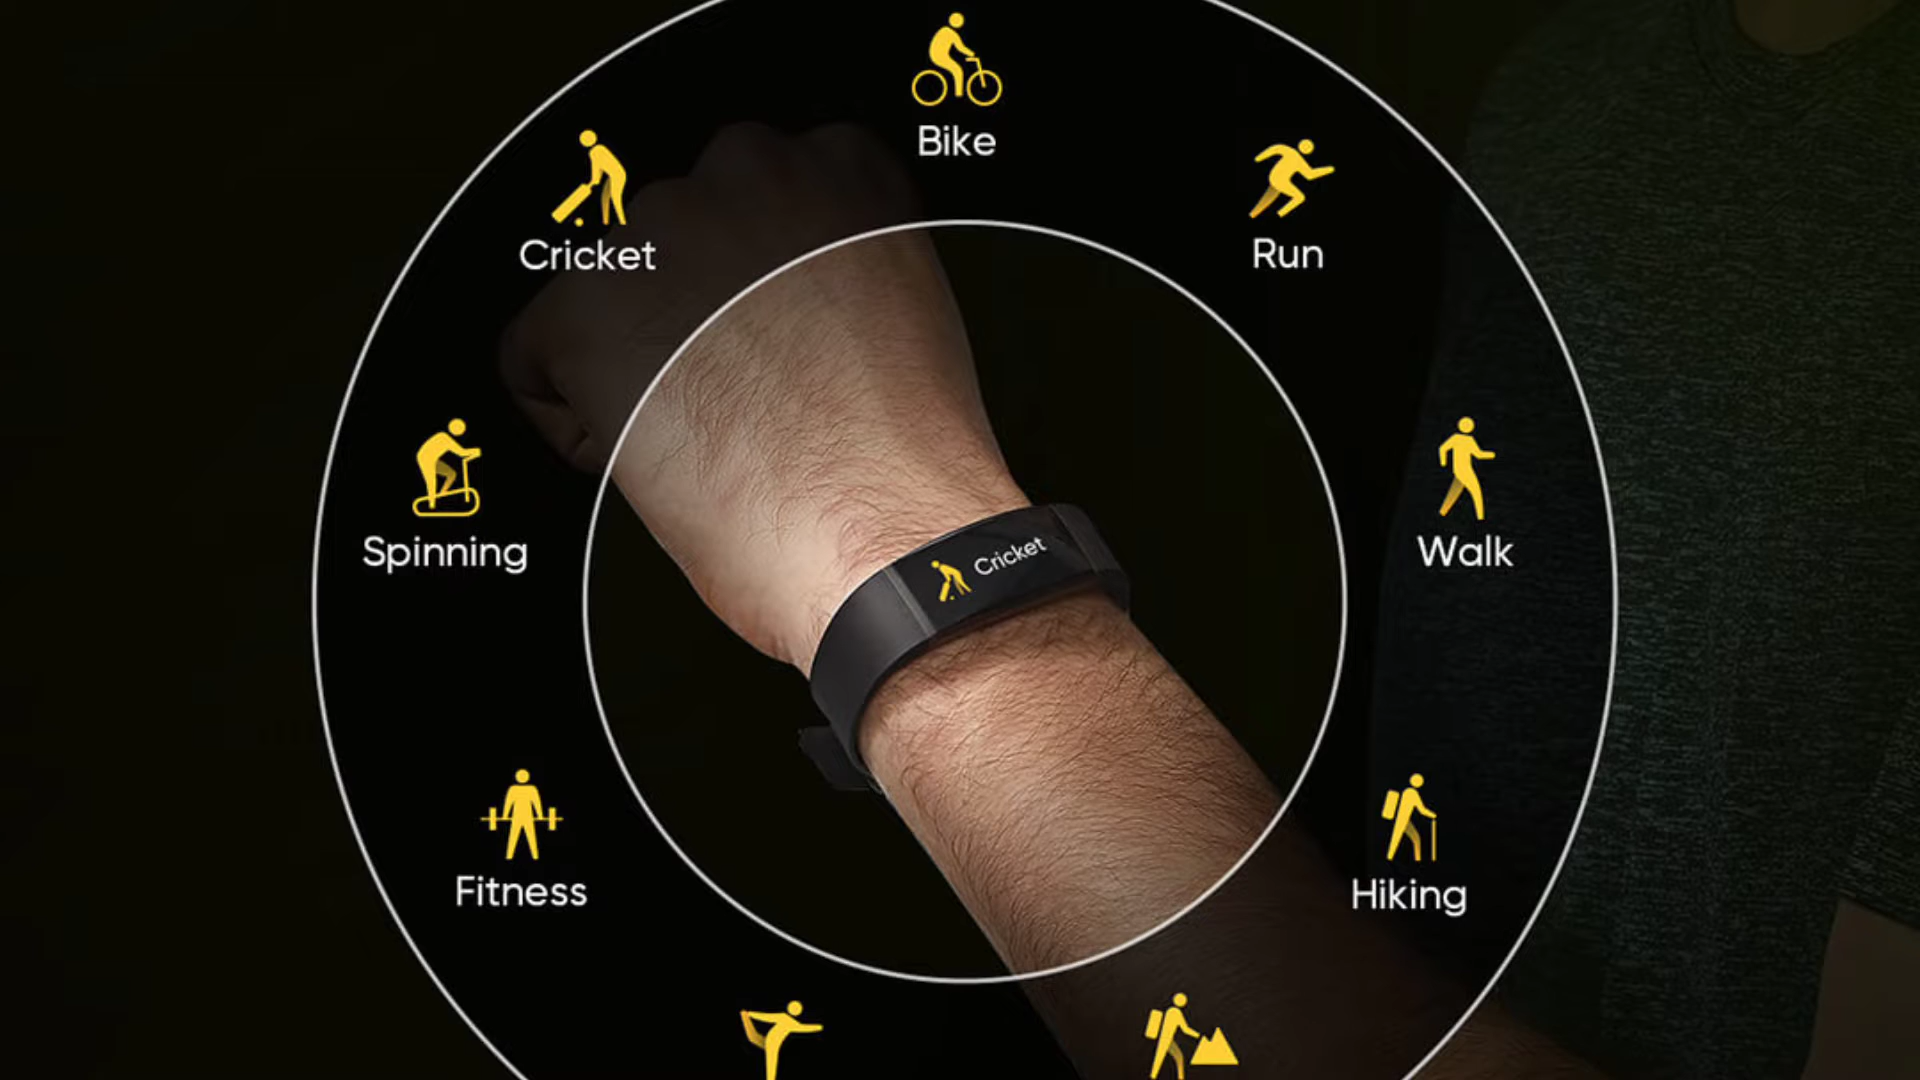 Bike
Cricket
Run
Spinning
Walk
Cricket
Fitness
Hiking